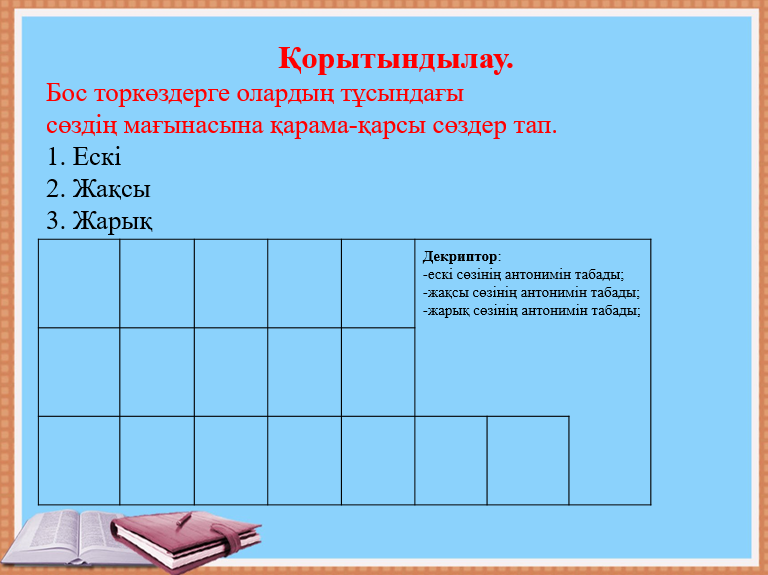 Қорытындылау.
Бос торкөздерге олардың тұсындағы
сөздің мағынасына қарама-қарсы сөздер тап.
1. Ескі
2. Жақсы
3. Жарық
Декриптор:
-ескі сөзінің антонимін табады;
-жақсы сөзінің антонимін табады;
-жарық сөзінің антонимін табады;